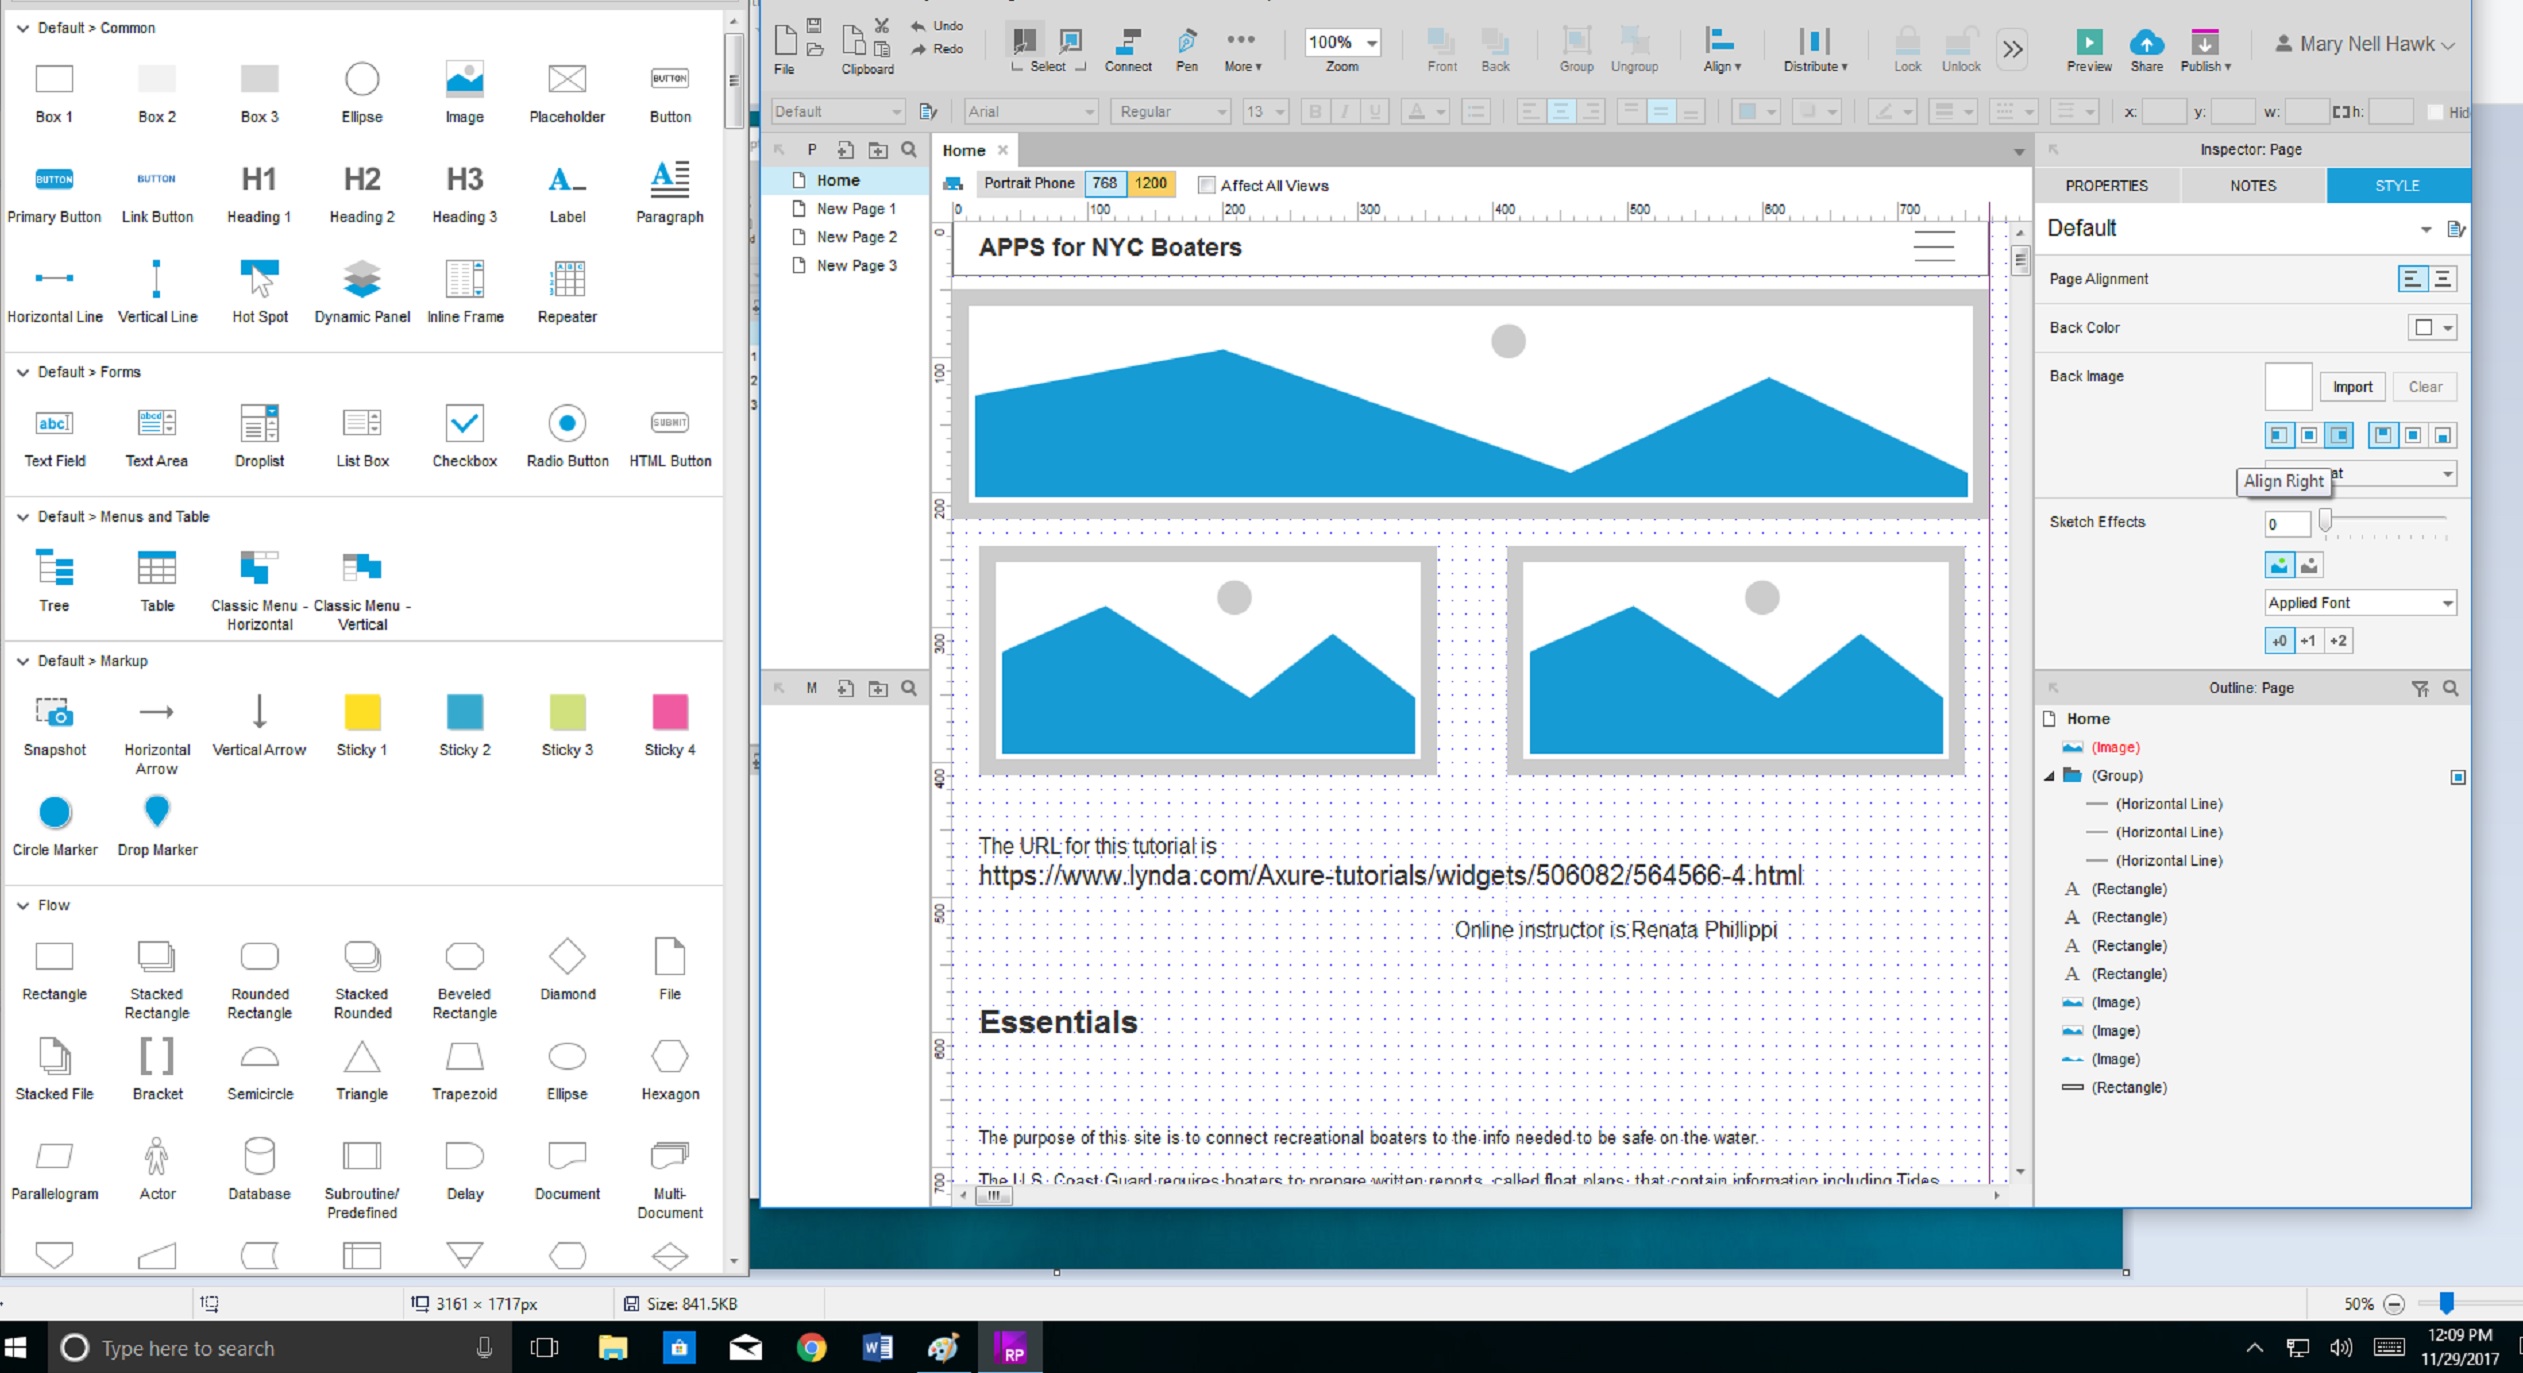 Default > Common
Box 1 Box 2 Box 3 Ellipse Image Placeholder Button
BUTTON
BUTTON BUTTON H1 H2 H3 A A
Primary Button Link Button Heading 1 Heading 2 Heading 3 Label Paragraph
Horizontal Line Vertical Line Hot Spot Dynamic Panel Inline Frame Repeater
Default > Forms
abc abcd SUBMIT
Text Field Text Area Droplist List Box Checkbox Radio Button HTML Button
Default > Menus and Table
Tree Table Classic Menu - Horizontal Classic Menu - Vertical
Default > Markup
Snapshot Horizontal Arrow Vertical Arrow Sticky 1 Sticky 2 Sticky 3 Sticky 4
Circle Marker Drop Marker
Flow
Rectangle Stacked Rectangle Rounded Rectangle Stacked Rounded Beveled Rectangle Diamond File
Stacked File Bracket Semicircle Triangle Trapezoid Ellipse Hexagon
Parallelogram Actor Database Subroutine/ Predefined Delay Document Multi- Document
Undo
Redo
100%
File Clipboard Select Connect Pen More Zoom Front Back Group Ungroup Align Distribute Lock Unlock Preview Share Publish
Mary Nell Hawk
Default Arial Regular 13 B I U A x: y: w: h: Hid
P
Home
New Page 1
New Page 2
New Page 3
M
Home
Portrait Phone 768 1200 Affect All Views
0 100 200 300 400 500 600 700
0
100
200
300
400
500
600
700
APPS for NYC Boaters
The URL for this tutorial is
https://www.lynda.com/Axure-tutorials/widgets/506082/564566-4.html
Online instructor is Renata Phillippi
Essentials
The purpose of this site is to connect recreational boaters to the info needed to be safe on the water.
The U.S. Coast Guard requires boaters to prepare written reports, called float plans, that contain information including Tides
Inspector: Page
PROPERTIES NOTES STYLE
Default
Page Alignment
Back Color
Back Image
Import Clear
Align Right
at
Sketch Effects
0
Applied Font
+0 +1 +2
Outline: Page
Home
(Image)
(Group)
(Horizontal Line)
(Horizontal Line)
(Horizontal Line)
A (Rectangle)
A (Rectangle)
A (Rectangle)
A (Rectangle)
(Image)
(Image)
(Image)
(Rectangle)
1
2
3
3161 × 1717px
Size: 841.5KB
50%
Type here to search
RP
12:09 PM
11/29/2017